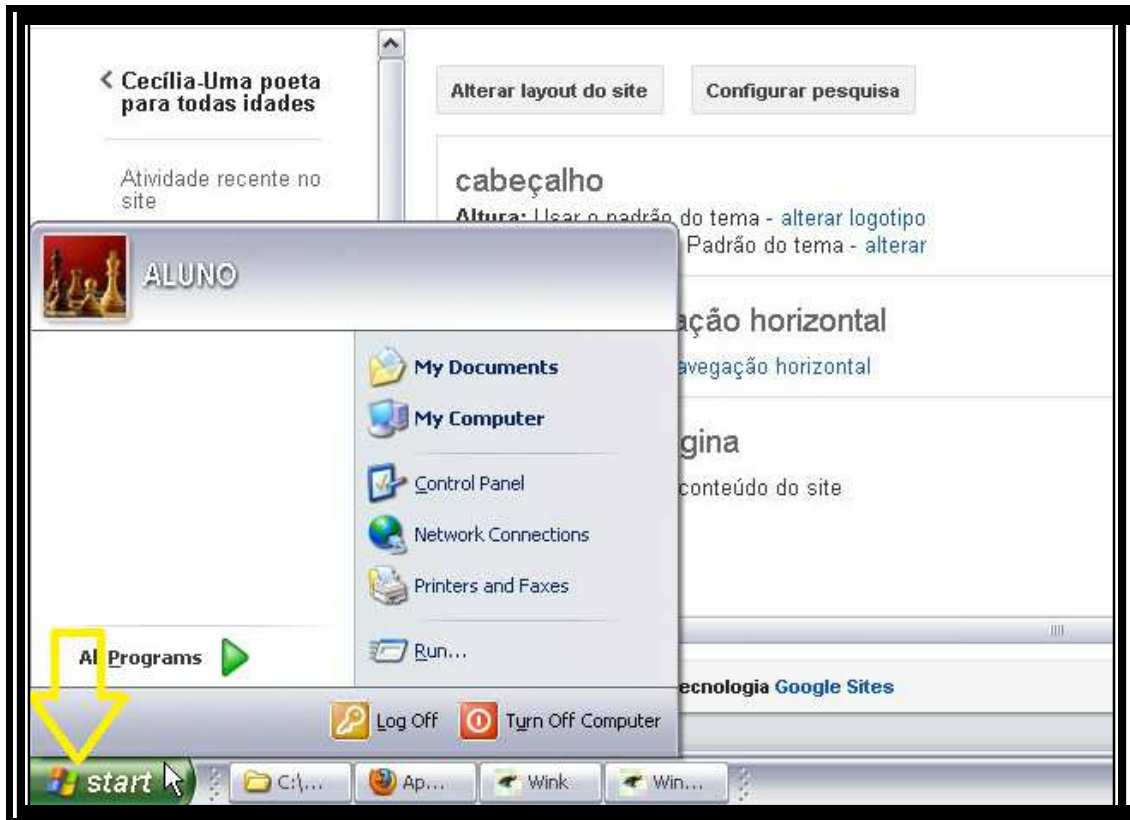 Cecília-Uma poeta
para todas idades
Atividade recente no
site
Alterar layout do site
Configurar pesquisa
cabeçalho
Altura: Usar o padrão do tema - alterar logotipo
Padrão do tema - alterar
ação horizontal
avegação horizontal
gina
conteúdo do site
ecnologia Google Sites
ALUNO
My Documents
My Computer
Control Panel
Network Connections
Printers and Faxes
Run...
All Programs
Log Off
Turn Off Computer
start
C:\...
Ap...
Wink
Win...